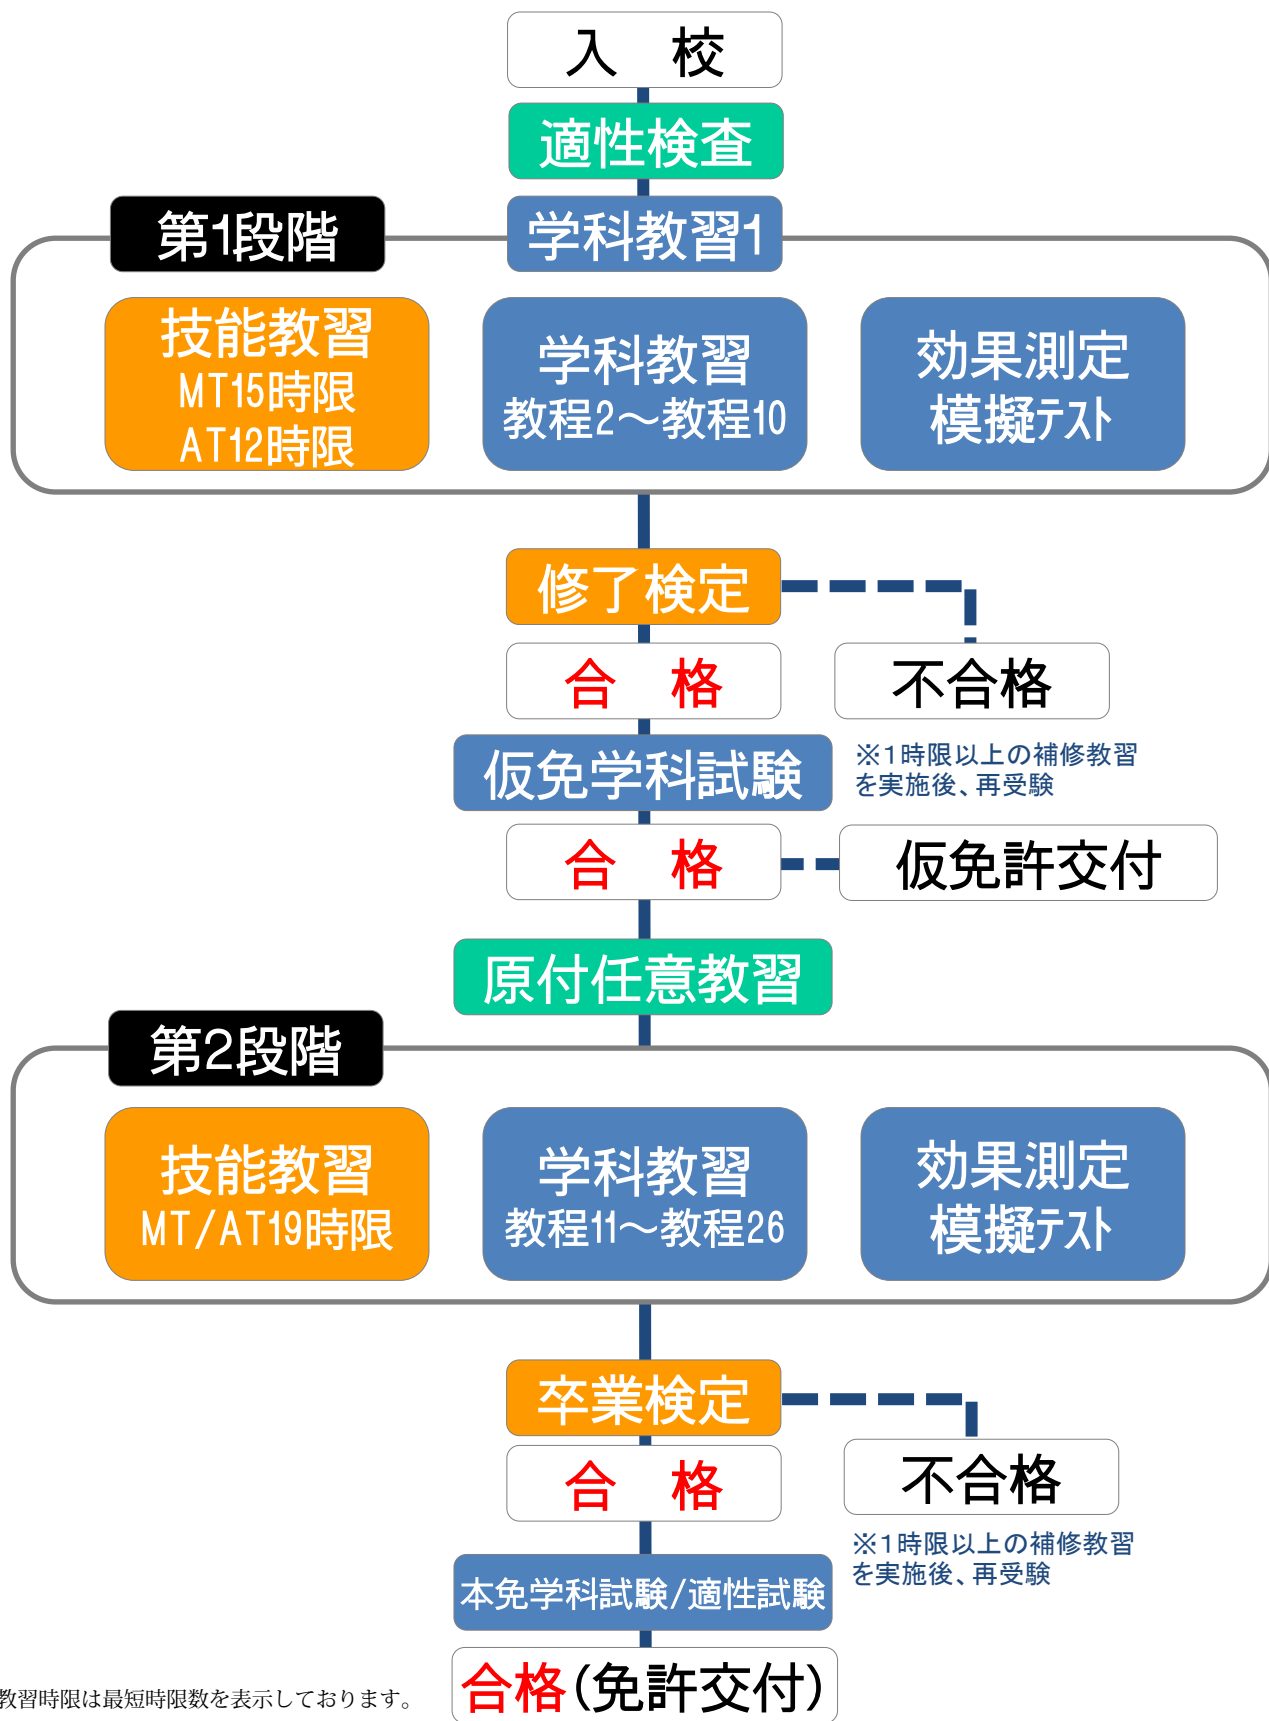 入　校
適性検査
第1段階
学科教習1
技能教習
MT15時限
AT12時限
学科教習
教程2～教程10
効果測定
模擬テスト
修了検定
合　格
不合格
仮免学科試験
※1時限以上の補修教習
を実施後、再受験
合　格
仮免許交付
原付任意教習
第2段階
技能教習
MT/AT19時限
学科教習
教程11～教程26
効果測定
模擬テスト
卒業検定
合　格
不合格
※1時限以上の補修教習
を実施後、再受験
本免学科試験/適性試験
合格(免許交付)
教習時限は最短時限数を表示しております。